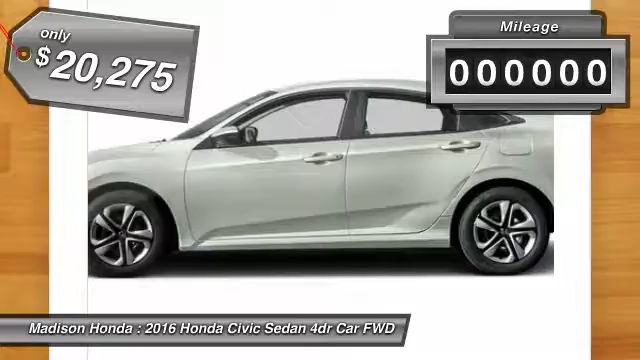 only
$20,275
Mileage
000000
Madison Honda : 2016 Honda Civic Sedan 4dr Car FWD